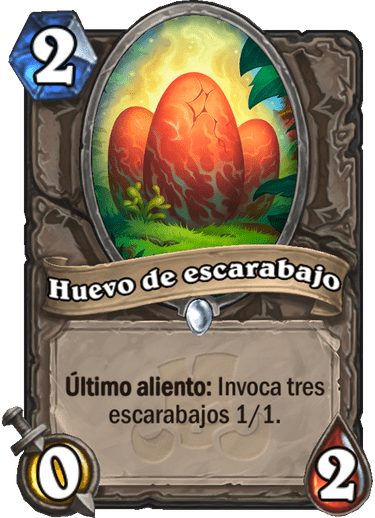 2
Huevo de escarabajo
Último aliento: Invoca tres
escarabajos 1/1.
0
2